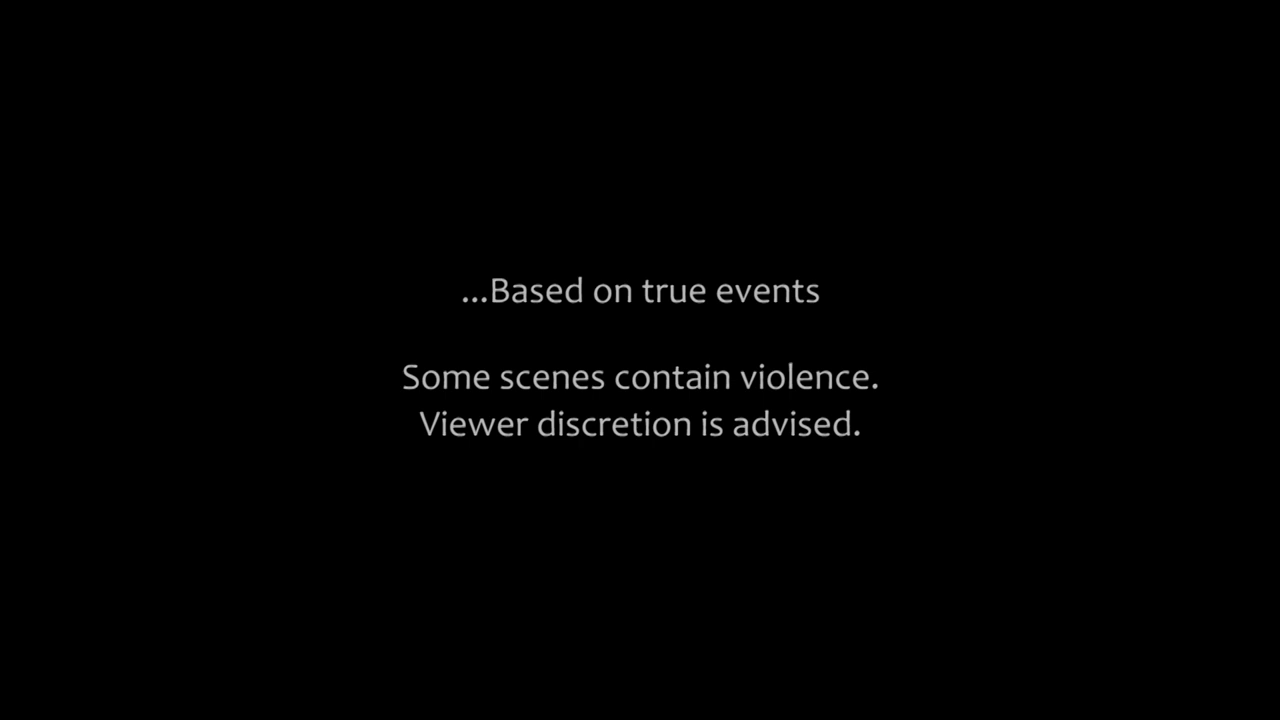 ...Based on true events
Some scenes contain violence.
Viewer discretion is advised.